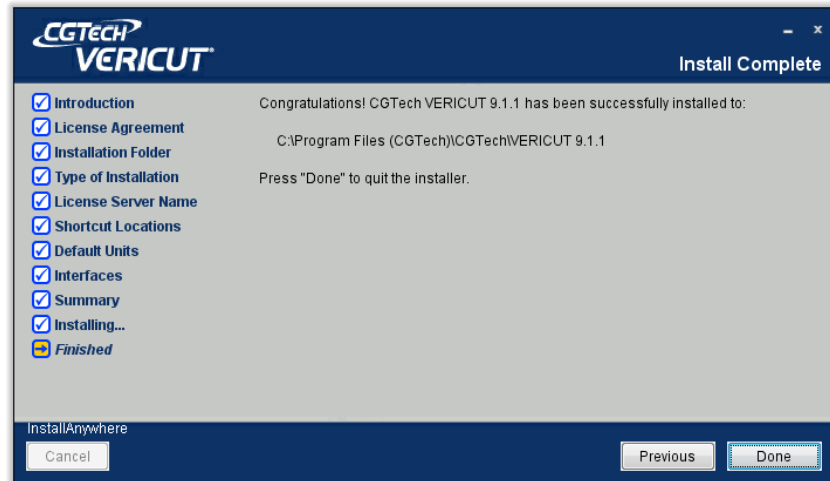 CGTECH
VERICUT
Install Complete
Introduction
License Agreement
Installation Folder
Type of Installation
License Server Name
Shortcut Locations
Default Units
Interfaces
Summary
Installing...
Finished
Congratulations! CGTech VERICUT 9.1.1 has been successfully installed to:
C:\Program Files (CGTech)\CGTech\VERICUT 9.1.1
Press "Done" to quit the installer.
InstallAnywhere
Cancel
Previous
Done